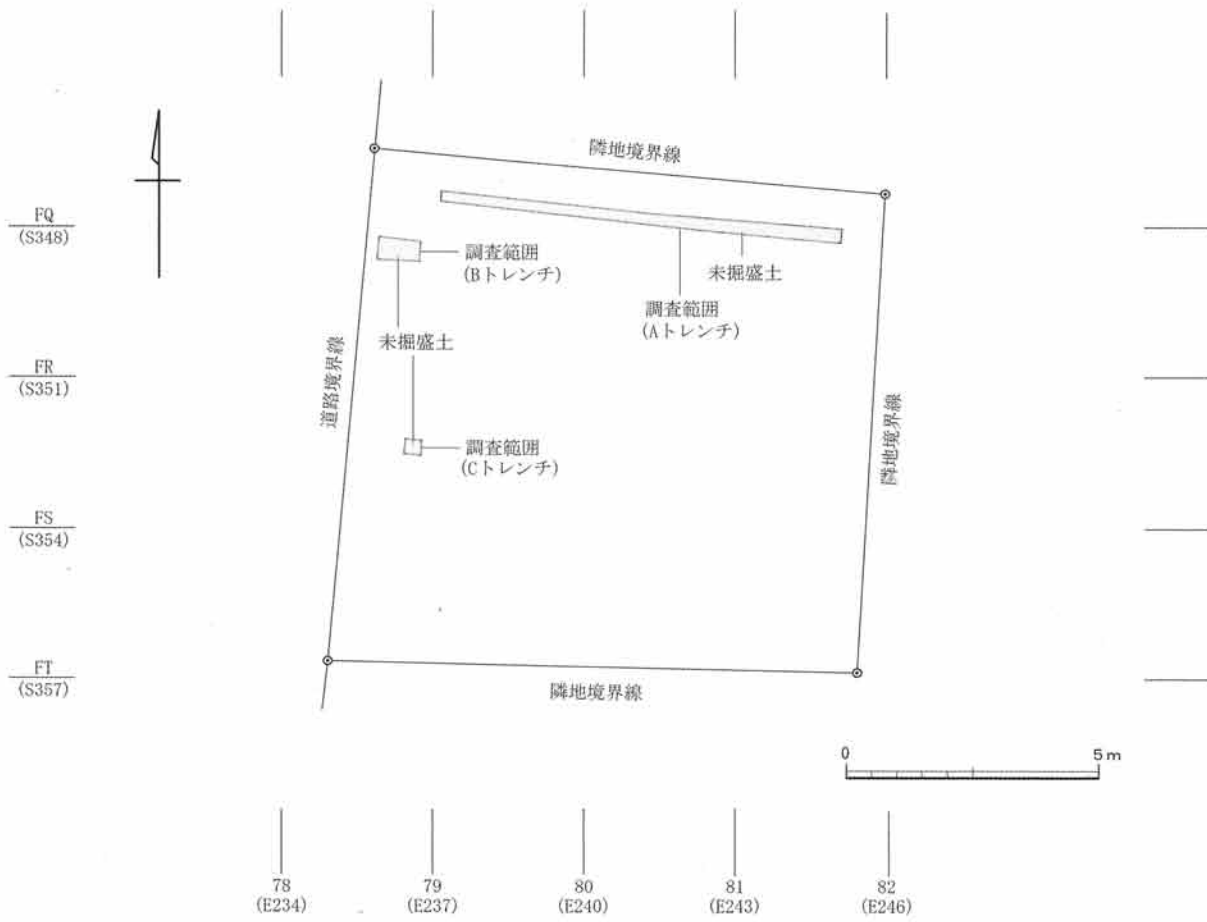 隣地境界線
FQ
(S348)
調査範囲
(Bトレンチ)
未掘盛土
調査範囲
(Aトレンチ)
未掘盛土
道路境界線
FR
(S351)
隣地境界線
調査範囲
(Cトレンチ)
FS
(S354)
FT
(S357)
隣地境界線
0
5m
78
(E234)
79
(E237)
80
(E240)
81
(E243)
82
(E246)